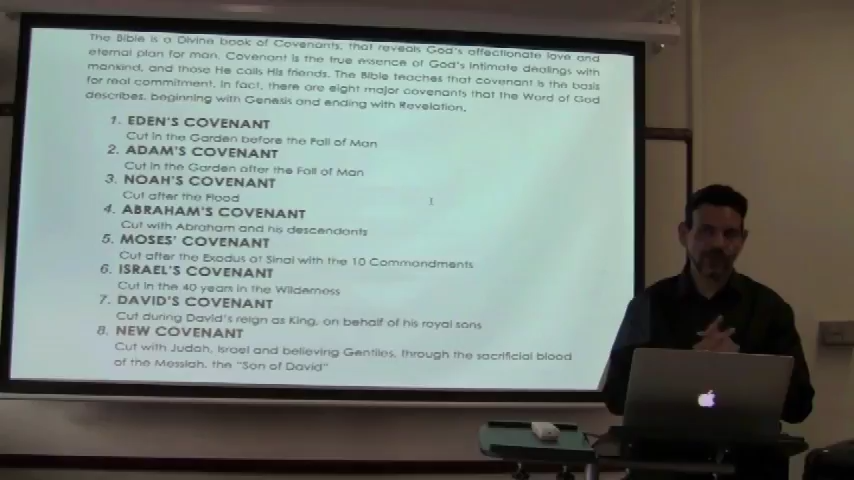 The Bible is a Divine book of Covenants, that reveals God's affectionate love and
eternal plan for man. Covenant is the true essence of God's intimate dealings with
mankind, and those He calls His friends. The Bible teaches that covenant is the basis
for real commitment. In fact, there are eight major covenants that the Word of God
describes, beginning with Genesis and ending with Revelation.
1. EDEN'S COVENANT
Cut in the Garden before the Fall of Man
2. ADAM'S COVENANT
Cut in the Garden after the Fall of Man
3. NOAH'S COVENANT
Cut after the Flood
4. ABRAHAM'S COVENANT
Cut with Abraham and his descendants
5. MOSES' COVENANT
Cut after the Exodus at Sinai with the 10 Commandments
6. ISRAEL'S COVENANT
Cut in the 40 years in the Wilderness
7. DAVID'S COVENANT
Cut during David's reign as King, on behalf of his royal sons
8. NEW COVENANT
Cut with Judah, Israel and believing Gentiles, through the sacrificial blood
of the Messiah, the "Son of David"